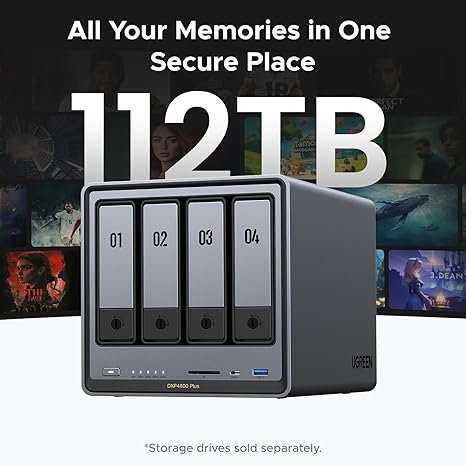 All Your Memories in One
Secure Place
112TB
01
02
03
04
DXP4800 Plus
UGREEN
J.DEAN
*Storage drives sold separately.